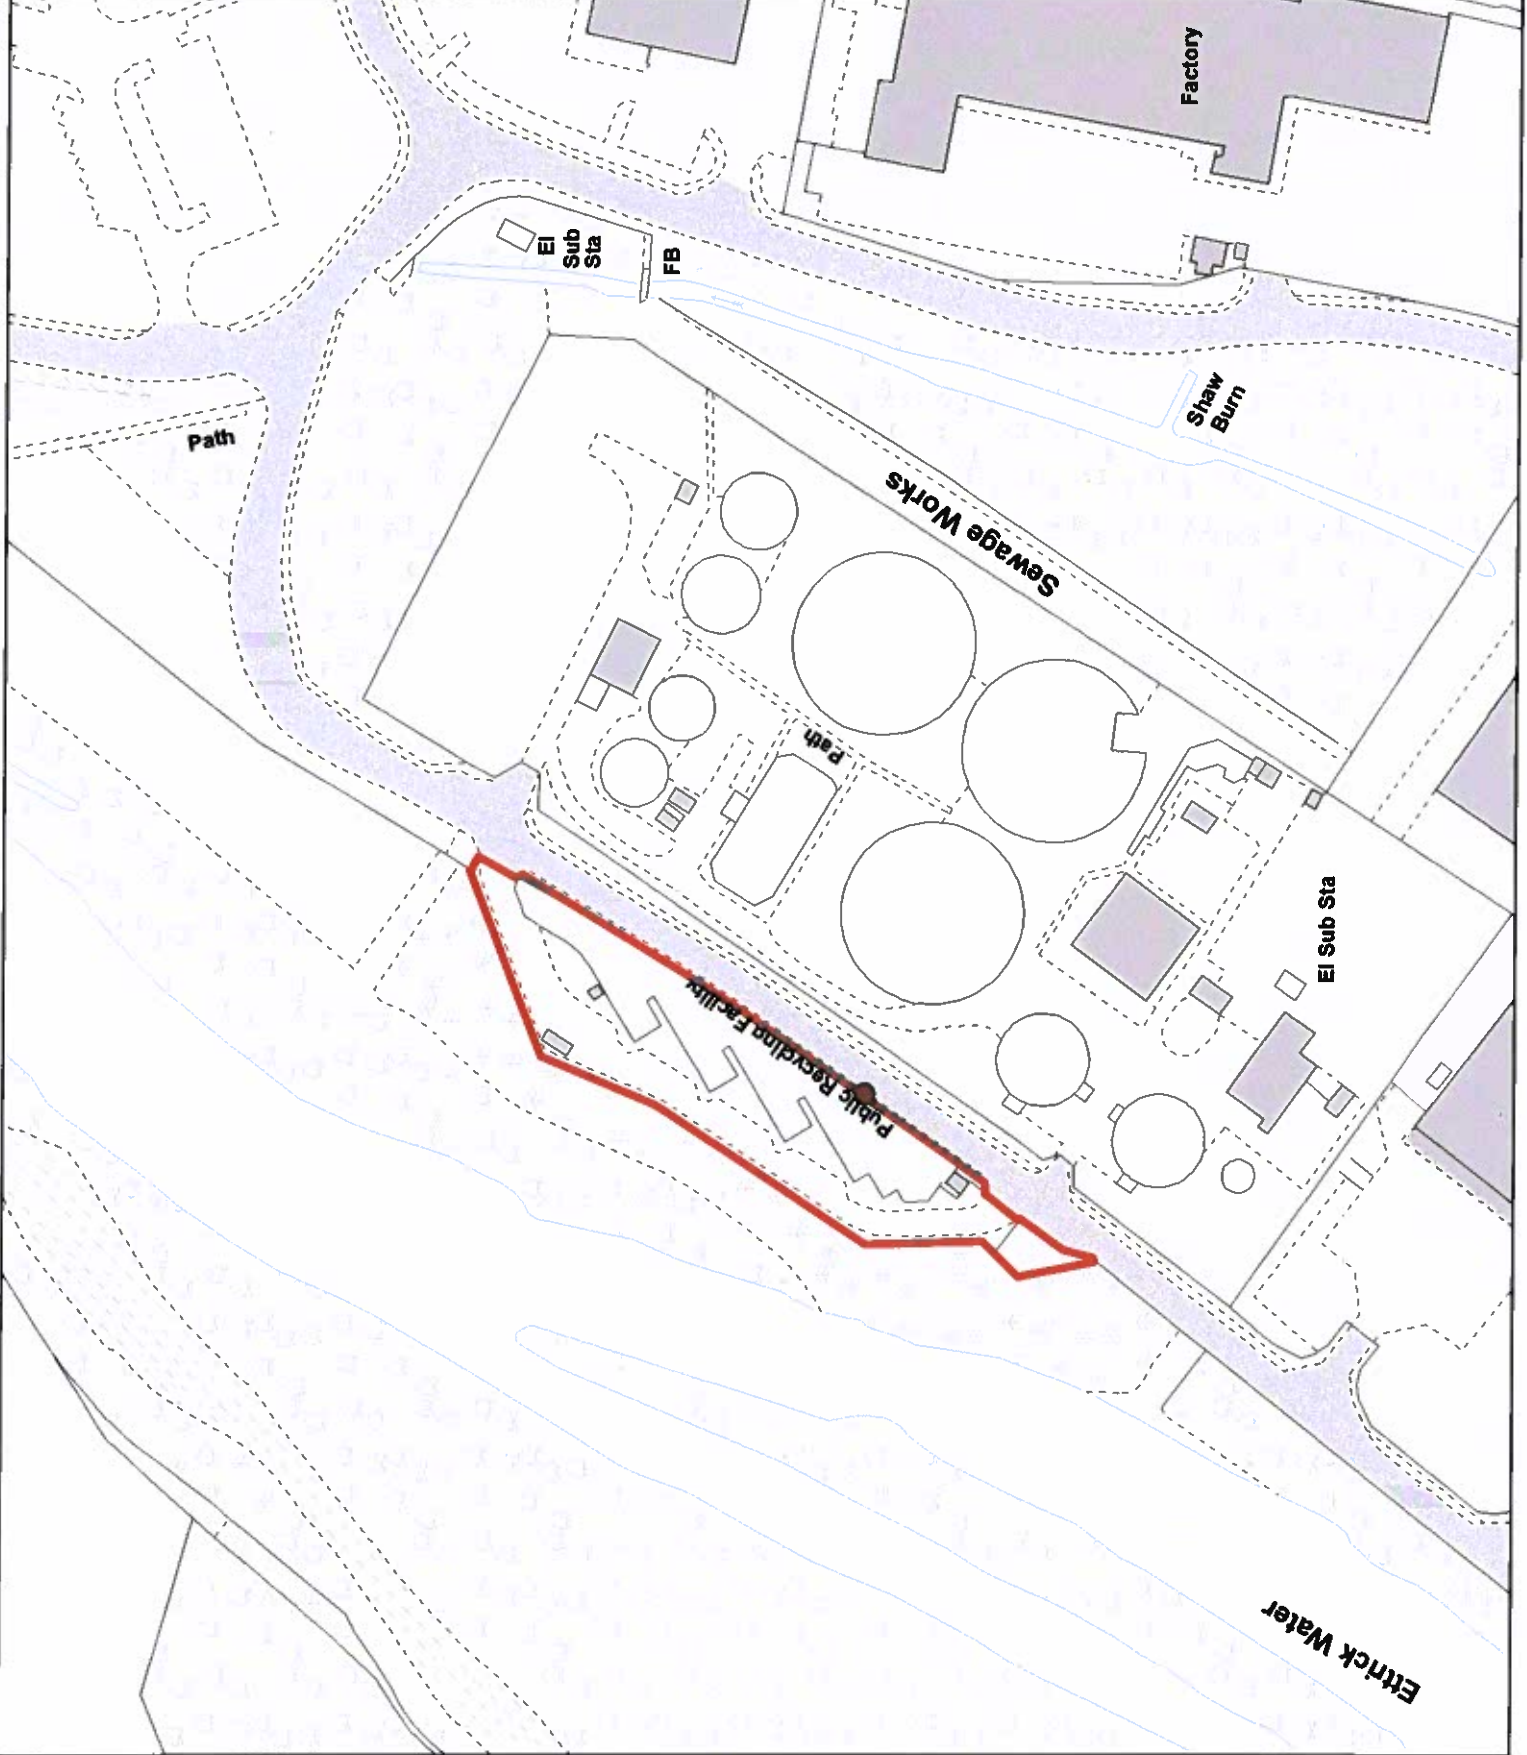 Factory
El
Sub
Sta
FB
Path
Shaw
Burn
Sewage Works
Path
Public Recycling Facility
El Sub Sta
Ettrick Water